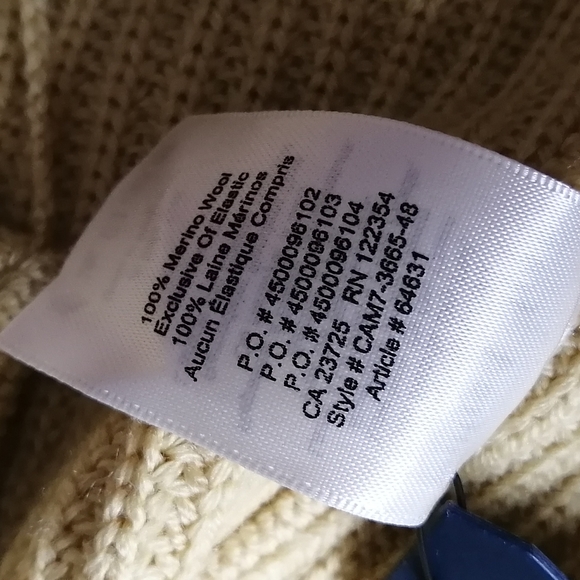 100% Merino Wool
Exclusive Of Elastic
100% Laine Mérinos
Aucun Élastique Compris
P.O. # 4500096102
P.O. # 4500096103
P.O. # 4500096104
CA 23725 RN 122354
Style # CAM7-3665-48
Article # 64631